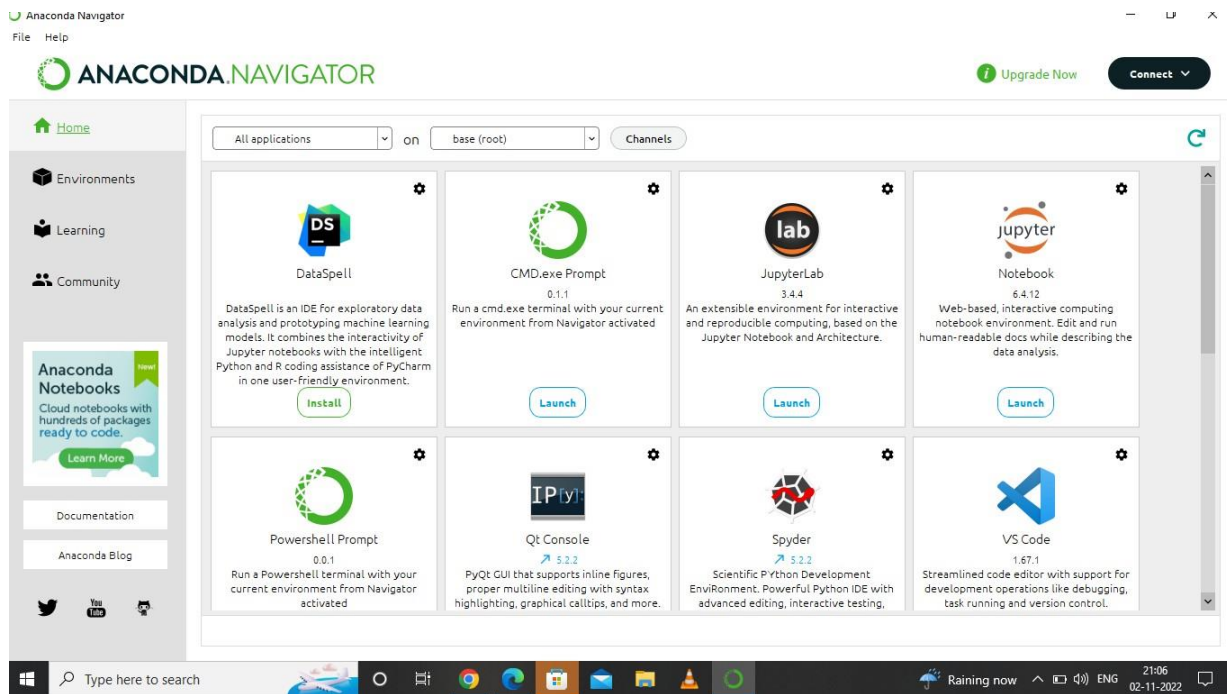 Anaconda Navigator
File Help
ANACONDA.NAVIGATOR
Upgrade Now
Connect
Home
All applications
on
base (root)
Channels
Environments
Learning
Community
DS
DataSpell
DataSpell is an IDE for exploratory data
analysis and prototyping machine learning
models. It combines the interactivity of
Jupyter notebooks with the intelligent
Python and R coding assistance of PyCharm
in one user-friendly environment.
Install
CMD.exe Prompt
0.1.1
Run a cmd.exe terminal with your current
environment from Navigator activated
Launch
lab
JupyterLab
3.4.4
An extensible environment for interactive
and reproducible computing, based on the
Jupyter Notebook and Architecture.
Launch
jupyter
Notebook
6.4.12
Web-based, interactive computing
notebook environment. Edit and run
human-readable docs while describing the
data analysis.
Launch
Anaconda
Notebooks
New!
Cloud notebooks with
hundreds of packages
ready to code.
Learn More
Documentation
Anaconda Blog
You
Tube
Powershell Prompt
0.0.1
Run a Powershell terminal with your
current environment from Navigator
activated
IP[y]:
Qt Console
5.2.2
PyQt GUI that supports inline figures,
proper multiline editing with syntax
highlighting, graphical calltips, and more.
Spyder
5.2.2
Scientific PYthon Development
EnviRonment. Powerful Python IDE with
advanced editing, interactive testing,
VS Code
1.67.1
Streamlined code editor with support for
development operations like debugging,
task running and version control.
Type here to search
Raining now
ENG
21:06
02-11-2022